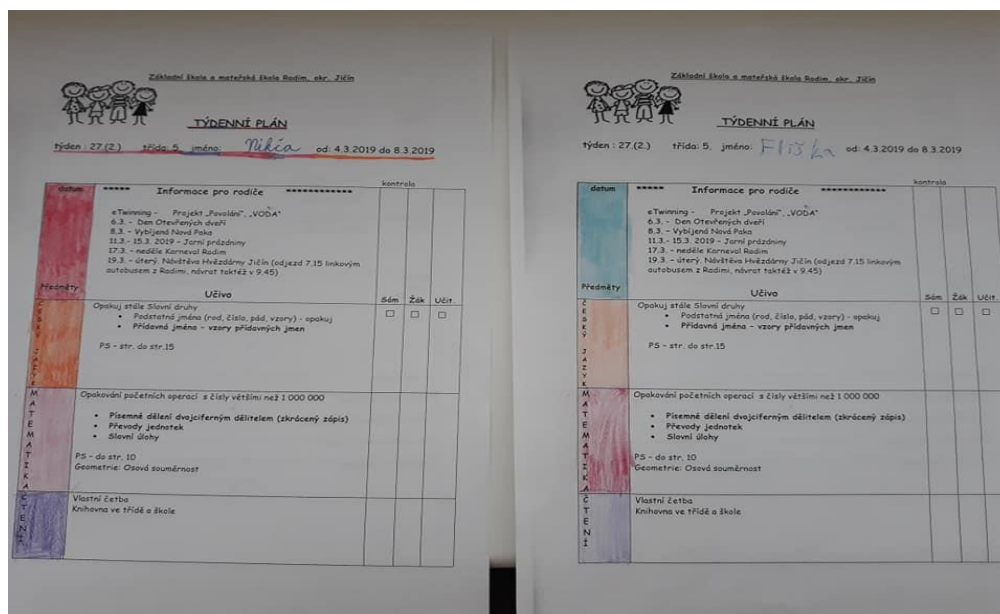 Základní škola a mateřská škola Radim, okr. Jičín
TÝDENNÍ PLÁN
týden : 27.(2.) třída: 5. jméno: Nikča od: 4.3.2019 do 8.3.2019
kontrola
datum ***** Informace pro rodiče ************
eTwinning - Projekt „Povolání", „VODA"
6.3. - Den Otevřených dveří
8.3. - Vybíjená Nová Paka
11.3.- 15.3. 2019 - Jarní prázdniny
17.3. - neděle Karneval Radim
19.3. - úterý, Návštěva Hvězdárny Jičín (odjezd 7.15 linkovým
autobusem z Radimi, návrat taktéž v 9.45)
Předměty Učivo Sám Žák Učit.
ČESKÝ JAZYK
Opakuj stále Slovní druhy
• Podstatná jména (rod, číslo, pád, vzory) - opakuj
• Přídavná jména – vzory přídavných jmen
PS - str. do str.15
MATEMATIKA
Opakování početních operací s čísly většími než 1 000 000
• Písemné dělení dvojciferným dělitelem (zkrácený zápis)
• Převody jednotek
• Slovní úlohy
PS - do str. 10
Geometrie: Osová souměrnost
ČTENÍ
Vlastní četba
Knihovna ve třídě a škole
Základní škola a mateřská škola Radim, okr. Jičín
TÝDENNÍ PLÁN
týden : 27.(2.) třída: 5. jméno: Eliška od: 4.3.2019 do 8.3.2019
kontrola
datum ***** Informace pro rodiče ************
eTwinning - Projekt „Povolání", „VODA"
6.3. - Den Otevřených dveří
8.3. - Vybíjená Nová Paka
11.3.- 15.3. 2019 - Jarní prázdniny
17.3. - neděle Karneval Radim
19.3. - úterý, Návštěva Hvězdárny Jičín (odjezd 7.15 linkovým
autobusem z Radimi, návrat taktéž v 9.45)
Předměty Učivo Sám Žák Učit.
ČESKÝ JAZYK
Opakuj stále Slovní druhy
• Podstatná jména (rod, číslo, pád, vzory) - opakuj
• Přídavná jména – vzory přídavných jmen
PS - str. do str.15
MATEMATIKA
Opakování početních operací s čísly většími než 1 000 000
• Písemné dělení dvojciferným dělitelem (zkrácený zápis)
• Převody jednotek
• Slovní úlohy
PS - do str. 10
Geometrie: Osová souměrnost
ČTENÍ
Vlastní četba
Knihovna ve třídě a škole